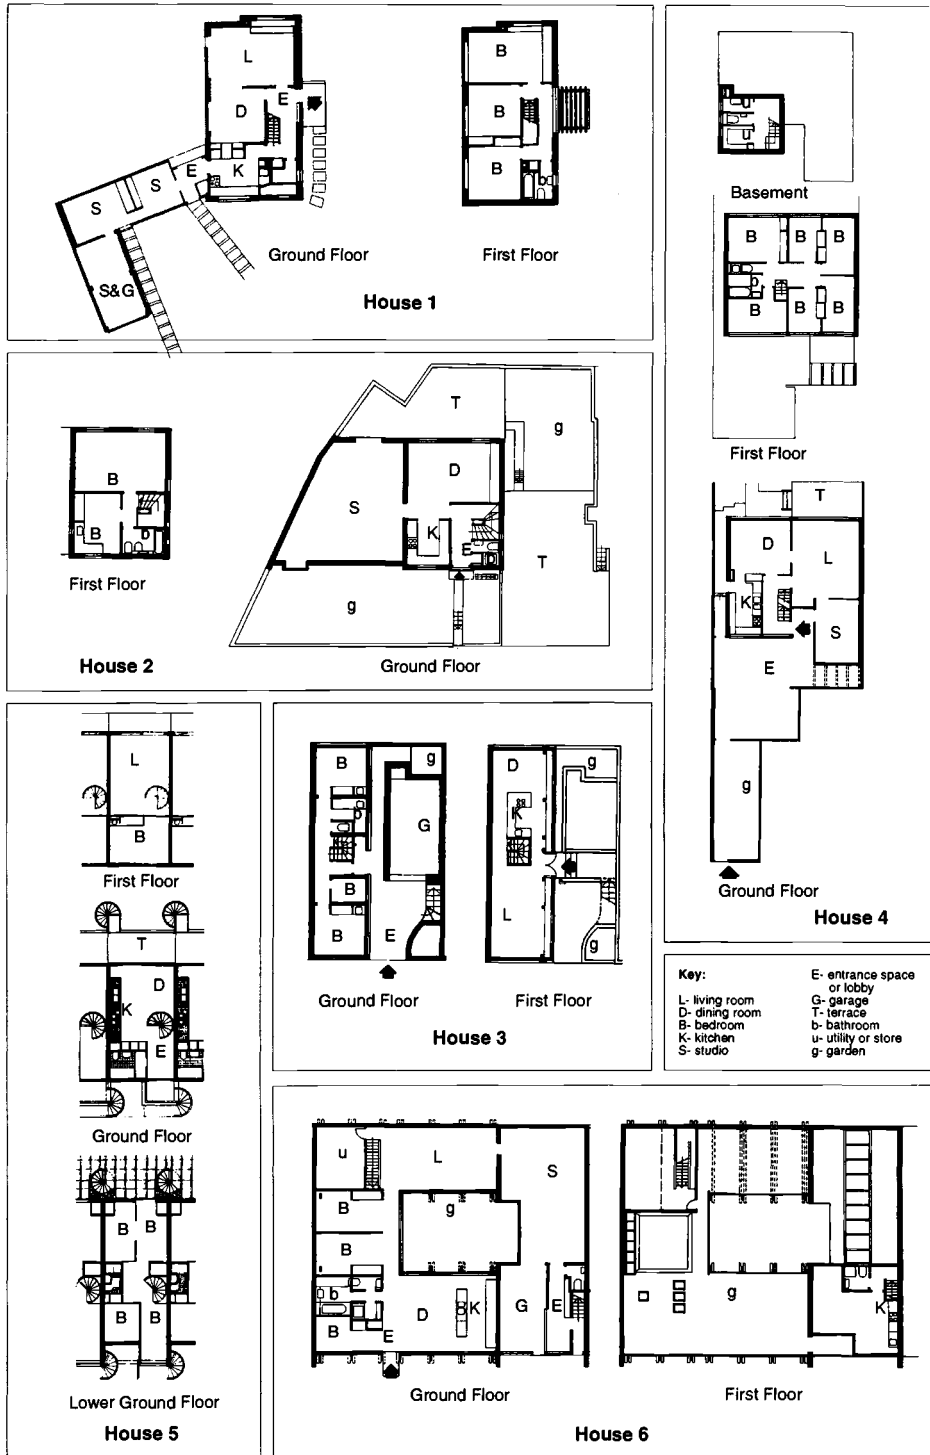 L
E
D
E
K
S
S
S&G
Ground Floor
B
B
B
First Floor
House 1
B
B
b
First Floor
T
g
D
S
K
E
T
g
Ground Floor
House 2
L
B
First Floor
T
D
K
E
Ground Floor
B B
B
B
Lower Ground Floor
House 5
B
b
B
B
g
G
E
Ground Floor
D
g
K
L
g
First Floor
House 3
Basement
B B B
B B B
First Floor
T
D
L
K
S
E
g
Ground Floor
House 4
Key:
L- living room
D- dining room
B- bedroom
K- kitchen
S- studio
E- entrance space
or lobby
G- garage
T- terrace
b- bathroom
u- utility or store
g- garden
u
L
S
B
g
B
b
D
K
G
E
B
E
Ground Floor
g
K
First Floor
House 6